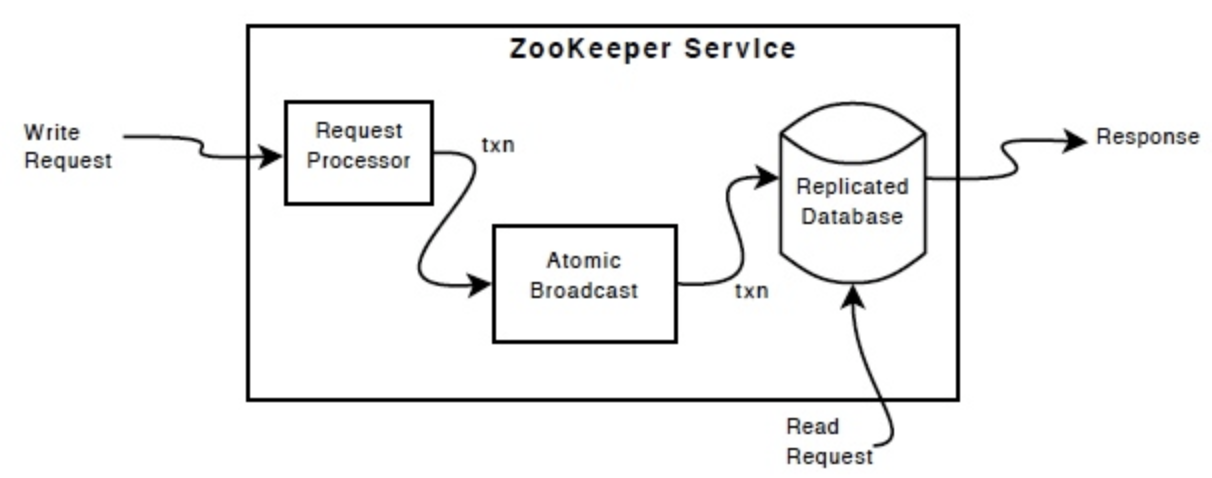 ZooKeeper Service
Write
Request
Request
Processor
txn
Atomic
Broadcast
txn
Replicated
Database
Response
Read
Request